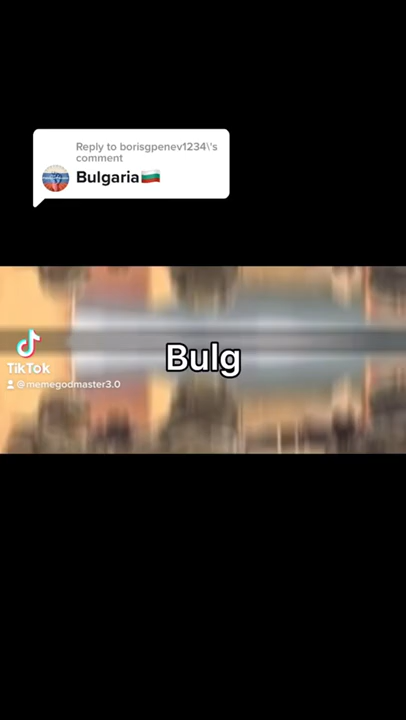 Reply to borisgpenev1234\'s
comment
Bulgaria🇧🇬
Bulg
TikTok
@memegodmaster3.0